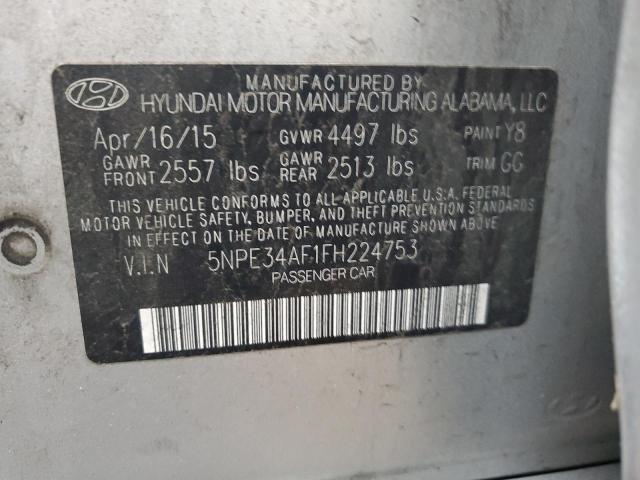 MANUFACTURED BY
HYUNDAI MOTOR MANUFACTURING ALABAMA, LLC
Apr/16/15 GVWR 4497 lbs PAINT Y8
GAWR FRONT 2557 lbs GAWR REAR 2513 lbs TRIM GG
THIS VEHICLE CONFORMS TO ALL APPLICABLE U.S.A. FEDERAL
MOTOR VEHICLE SAFETY, BUMPER, AND THEFT PREVENTION STANDARDS
IN EFFECT ON THE DATE OF MANUFACTURE SHOWN ABOVE.
V.I.N 5NPE34AF1FH224753
PASSENGER CAR